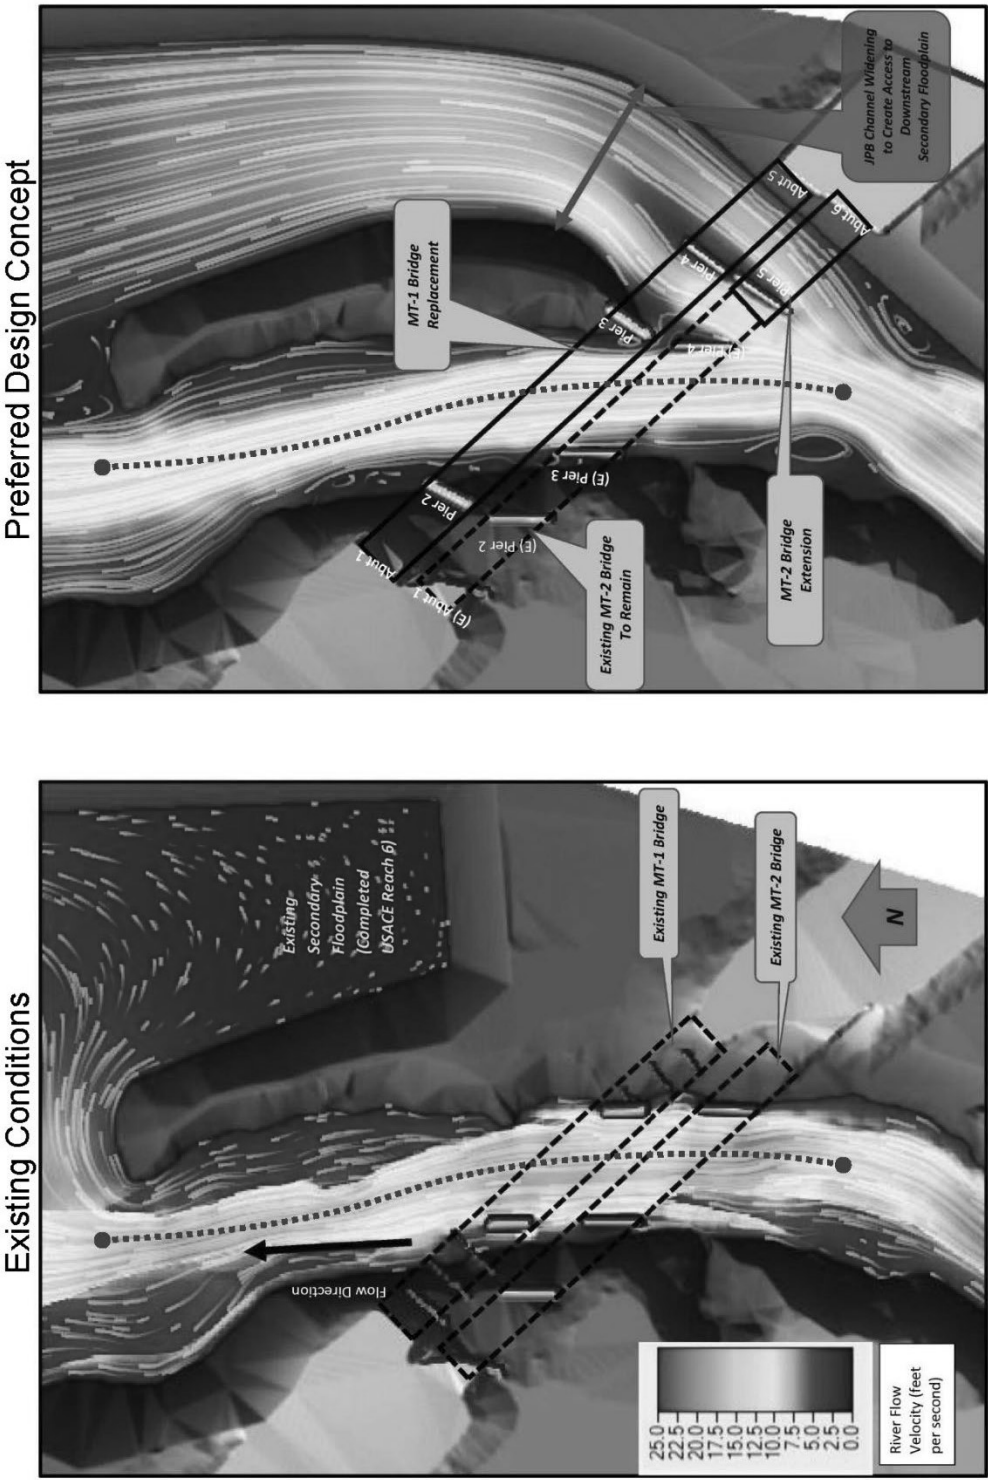 Existing Conditions
Existing
Secondary
Floodplain
(Completed
USACE Reach 6)
Flow Direction
Existing MT-1 Bridge
Existing MT-2 Bridge
N
25.0
22.5
20.0
17.5
15.0
12.5
10.0
7.5
5.0
2.5
0.0
River Flow
Velocity (feet
per second)
Preferred Design Concept
MT-1 Bridge
Replacement
JPB Channel Widening
to Create Access to
Downstream
Secondary Floodplain
Abut 1
Pier 2
Pier 3
Pier 4
Abut 5
(E) Abut 1
(E) Pier 2
(E) Pier 3
(E) Pier 4
Pier 5
Abut 6
Existing MT-2 Bridge
To Remain
MT-2 Bridge
Extension